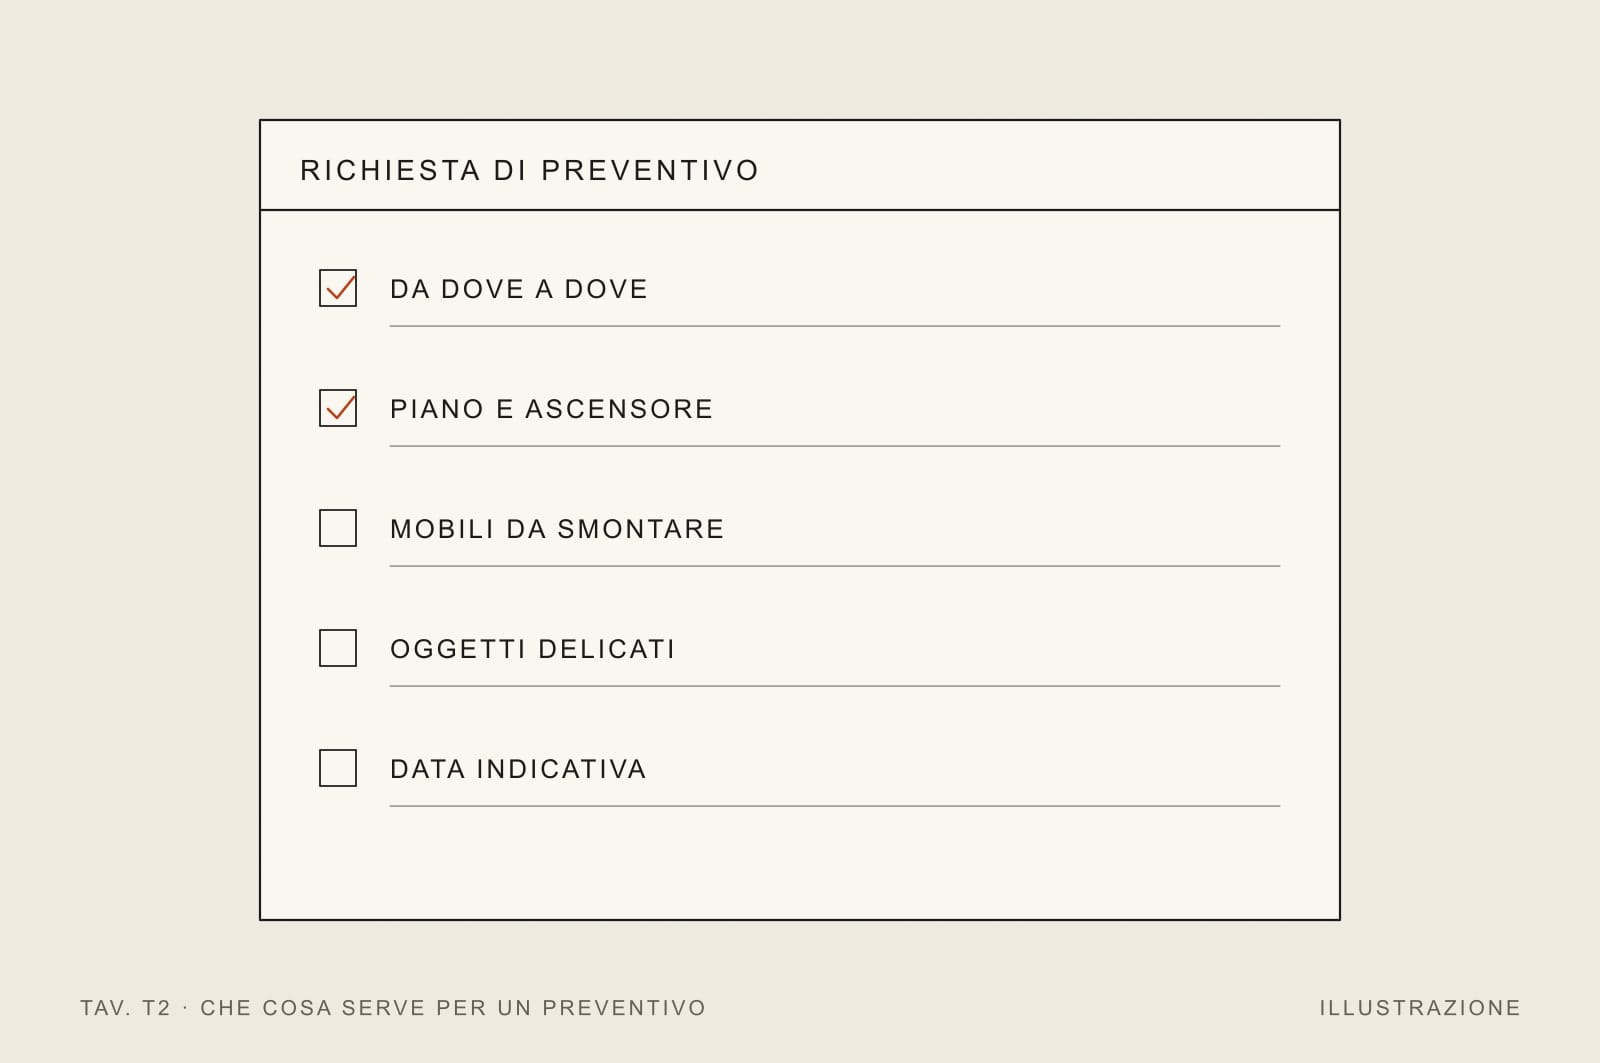 RICHIESTA DI PREVENTIVO
DA DOVE A DOVE
PIANO E ASCENSORE
MOBILI DA SMONTARE
OGGETTI DELICATI
DATA INDICATIVA
TAV. T2 · CHE COSA SERVE PER UN PREVENTIVO
ILLUSTRAZIONE